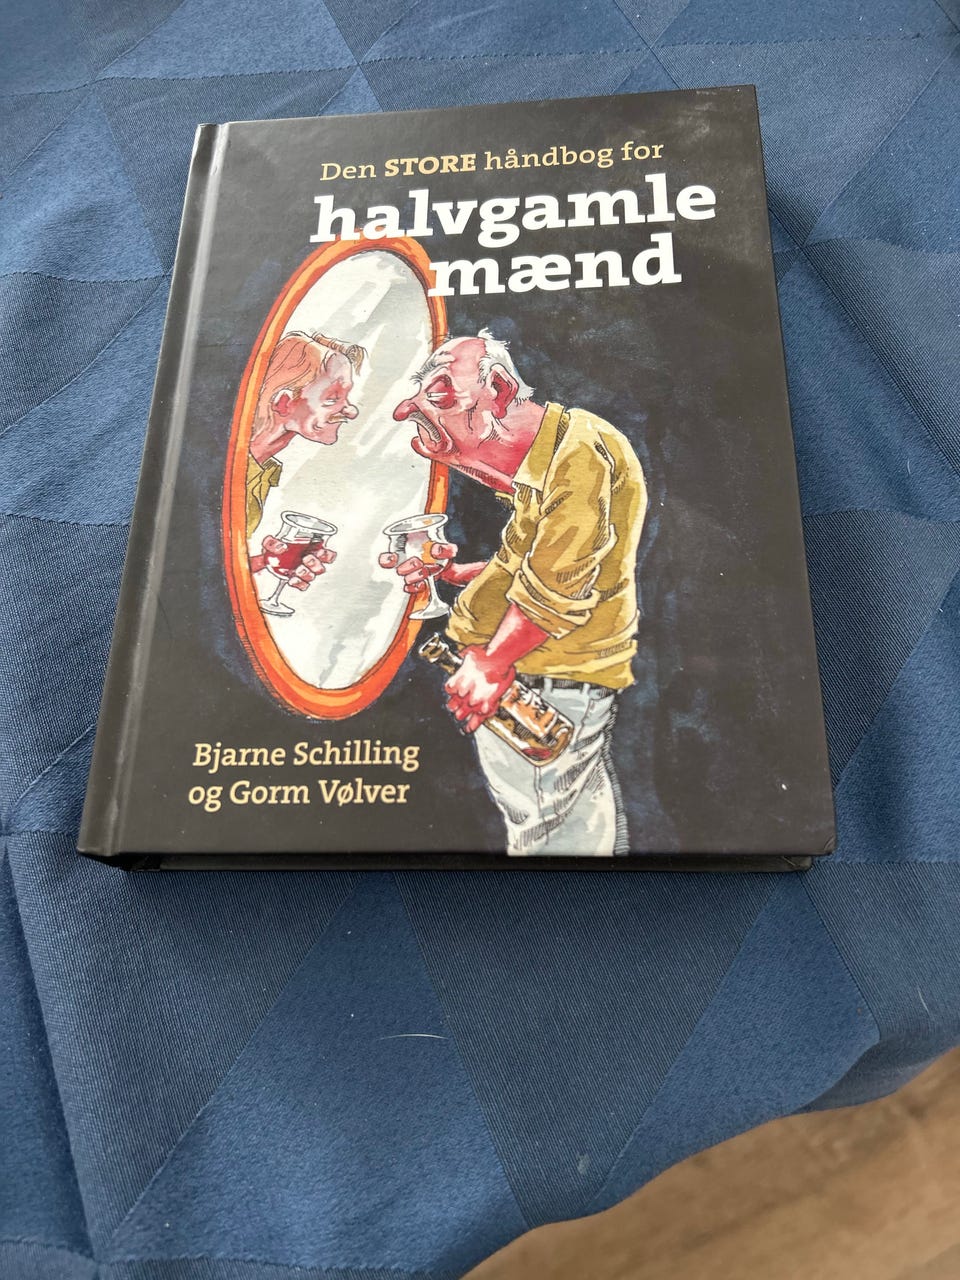 Den STORE håndbog for
halvgamle
mænd
Bjarne Schilling
og Gorm Vølver